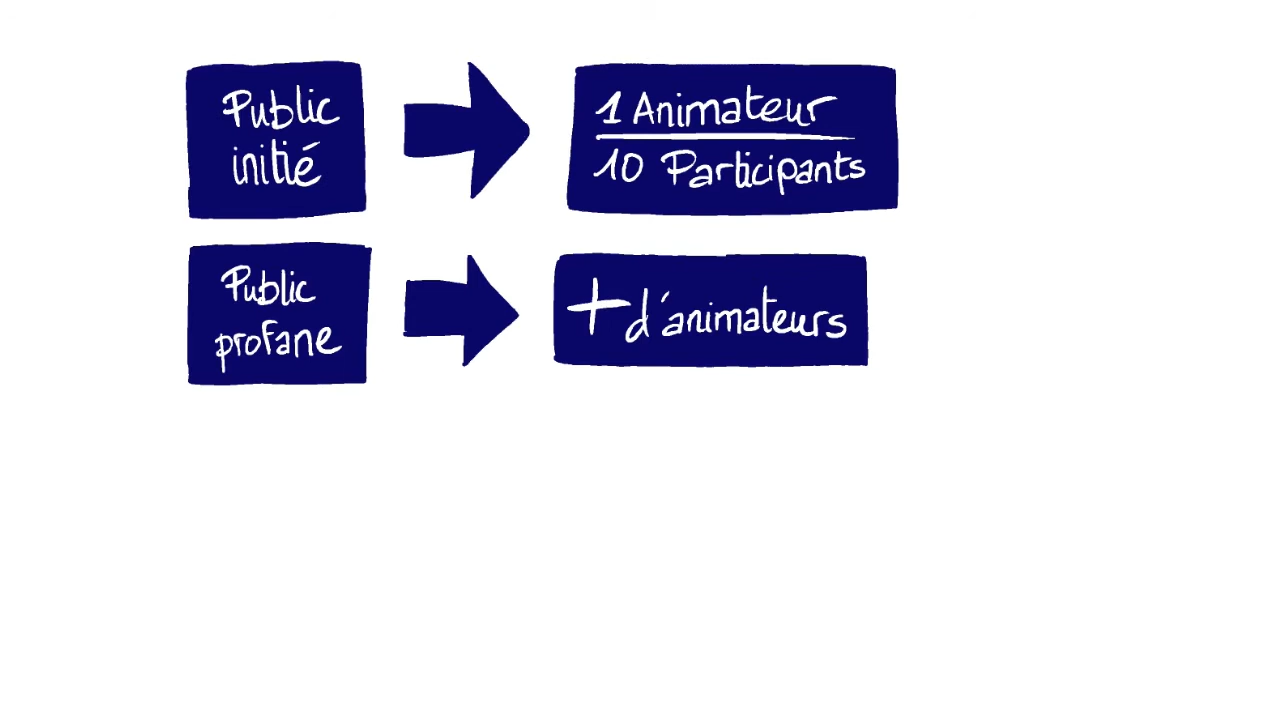 Public
initié
1 Animateur
10 Participants
Public
profane
+ d'animateurs